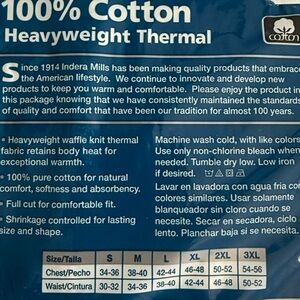 100% Cotton
Heavyweight Thermal
cotton
Since 1914 Indera Mills has been making quality products that embrace
the American lifestyle. We continue to innovate and develop new
products to keep you warm and comfortable. Please enjoy the product in
this package knowing that we have consistently maintained the standards
of quality and comfort that have been our tradition for almost 100 years.
• Heavyweight waffle knit thermal
fabric retains body heat for
exceptional warmth.
• 100% pure cotton for natural
comfort, softness and absorbency.
• Full cut for comfortable fit.
• Shrinkage controlled for lasting
size and shape.
Machine wash cold, with like colors
Use only non-chlorine bleach when
needed. Tumble dry low. Low iron
if desired.
Lavar en lavadora con agua fria con
colores similares. Usar solamente
blanqueador sin cloro cuando se
necesite. Secar en secadora, ciclo
lento. Planchar baja si se necesita.
Size/Talla S M L XL 2XL 3XL
Chest/Pecho 34-36 38-40 42-44 46-48 50-52 54-56
Waist/Cintura 30-32 34-36 38-40 42-44 46-48 50-52